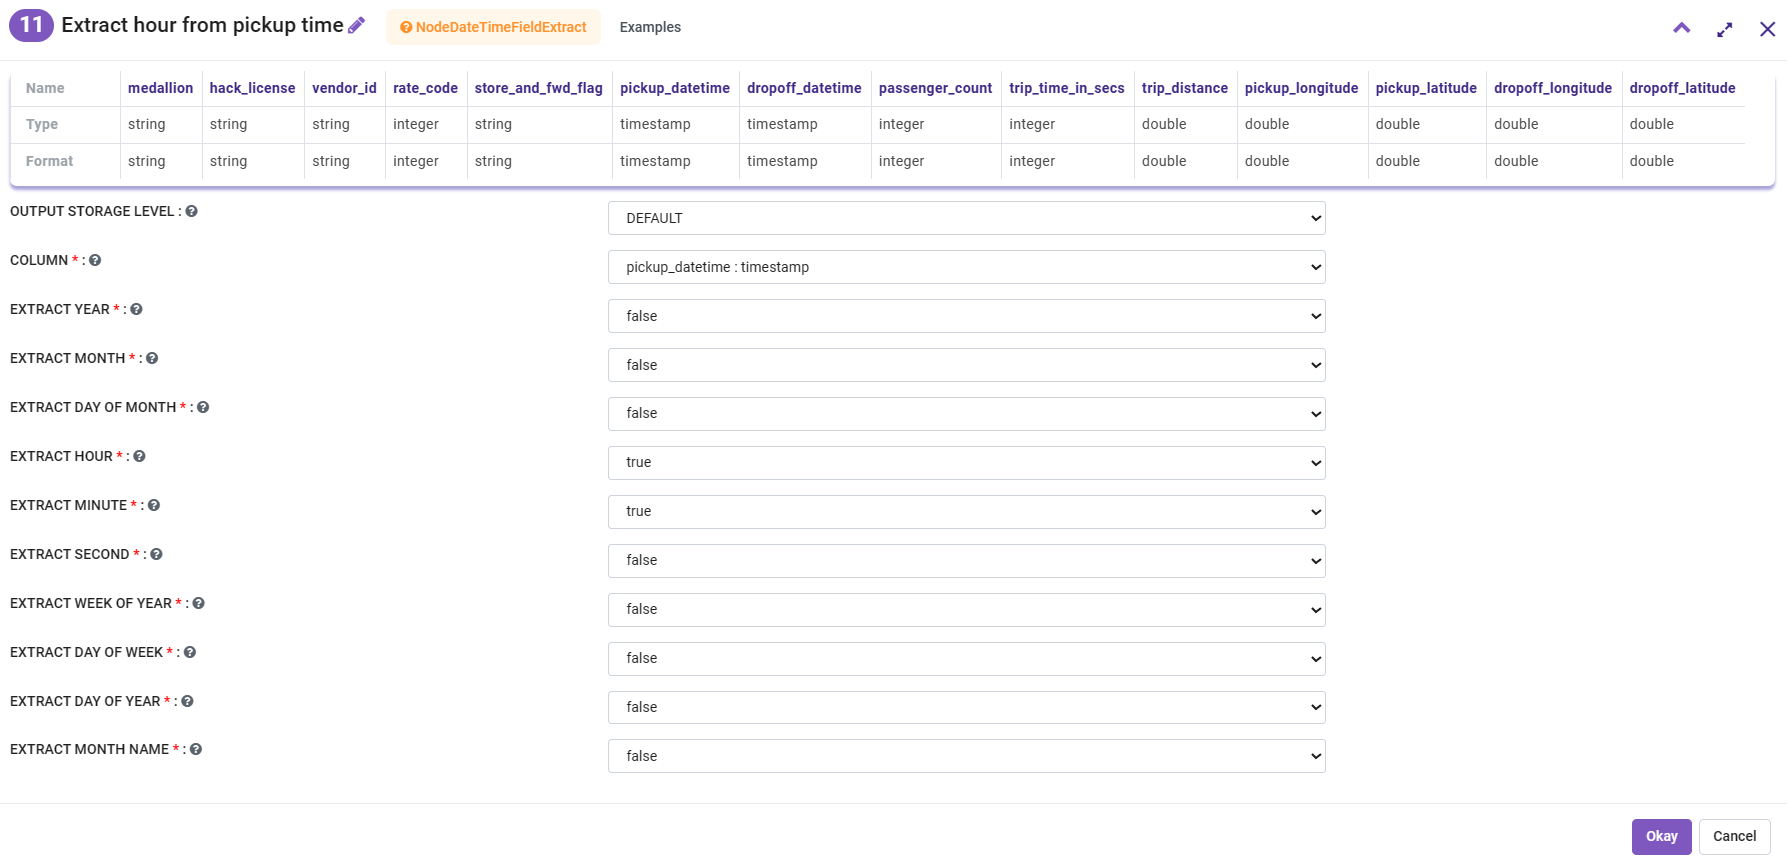 11 Extract hour from pickup time NodeDateTimeFieldExtract Examples
Name medallion hack_license vendor_id rate_code store_and_fwd_flag pickup_datetime dropoff_datetime passenger_count trip_time_in_secs trip_distance pickup_longitude pickup_latitude dropoff_longitude dropoff_latitude
Type string string string integer string timestamp timestamp integer integer double double double double double
Format string string string integer string timestamp timestamp integer integer double double double double double
OUTPUT STORAGE LEVEL : DEFAULT
COLUMN * : pickup_datetime : timestamp
EXTRACT YEAR * : false
EXTRACT MONTH * : false
EXTRACT DAY OF MONTH * : false
EXTRACT HOUR * : true
EXTRACT MINUTE * : true
EXTRACT SECOND * : false
EXTRACT WEEK OF YEAR * : false
EXTRACT DAY OF WEEK * : false
EXTRACT DAY OF YEAR * : false
EXTRACT MONTH NAME * : false
Okay Cancel